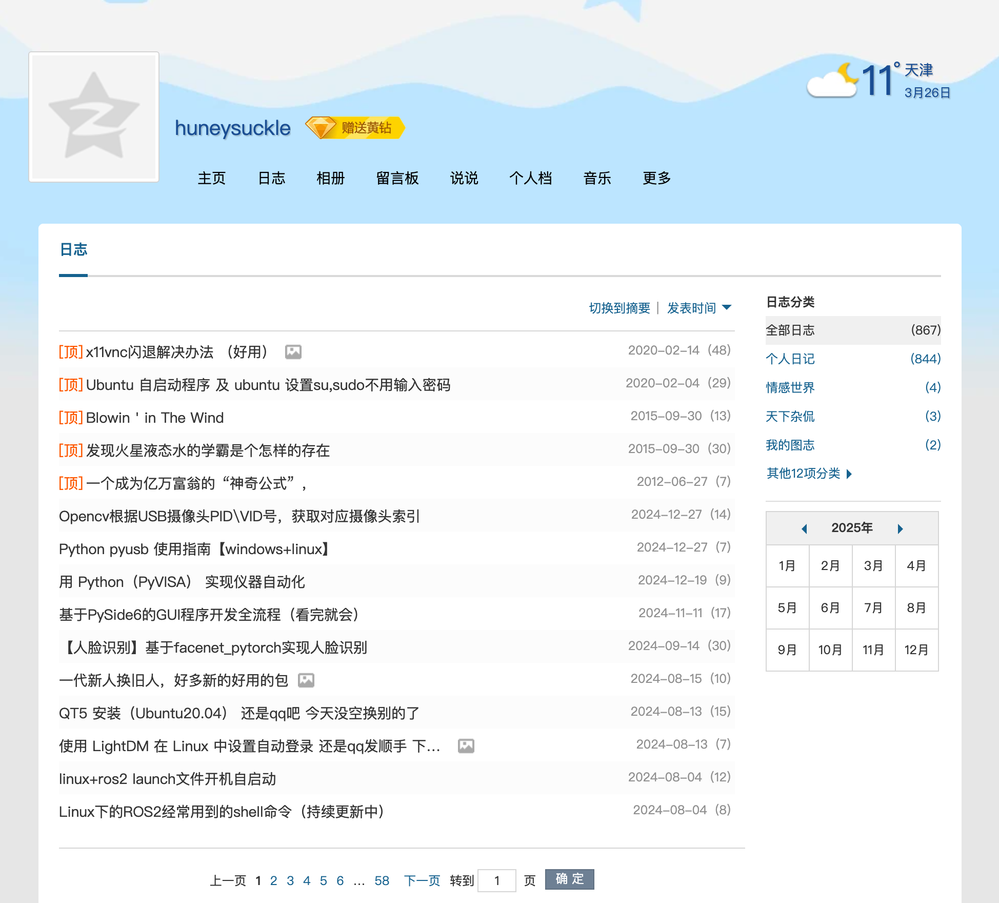 11° 天津
3月26日
huneysuckle 赠送黄钻
主页 日志 相册 留言板 说说 个人档 音乐 更多
日志
切换到摘要 | 发表时间
[顶] x11vnc闪退解决办法 （好用） 2020-02-14 (48)
[顶] Ubuntu 自启动程序 及 ubuntu 设置su,sudo不用输入密码 2020-02-04 (29)
[顶] Blowin ' in The Wind 2015-09-30 (13)
[顶] 发现火星液态水的学霸是个怎样的存在 2015-09-30 (30)
[顶] 一个成为亿万富翁的“神奇公式”， 2012-06-27 (7)
Opencv根据USB摄像头PID\VID号，获取对应摄像头索引 2024-12-27 (14)
Python pyusb 使用指南【windows+linux】 2024-12-27 (7)
用 Python（PyVISA） 实现仪器自动化 2024-12-19 (9)
基于PySide6的GUI程序开发全流程（看完就会） 2024-11-11 (17)
【人脸识别】基于facenet_pytorch实现人脸识别 2024-09-14 (30)
一代新人换旧人，好多新的好用的包 2024-08-15 (10)
QT5 安装（Ubuntu20.04） 还是qq吧 今天没空换别的了 2024-08-13 (15)
使用 LightDM 在 Linux 中设置自动登录 还是qq发顺手 下... 2024-08-13 (7)
linux+ros2 launch文件开机自启动 2024-08-04 (12)
Linux下的ROS2经常用到的shell命令（持续更新中） 2024-08-04 (8)
上一页 1 2 3 4 5 6 ... 58 下一页 转到 1 页 确 定
日志分类
全部日志 (867)
个人日记 (844)
情感世界 (4)
天下杂侃 (3)
我的图志 (2)
其他12项分类
2025年
1月 2月 3月 4月
5月 6月 7月 8月
9月 10月 11月 12月